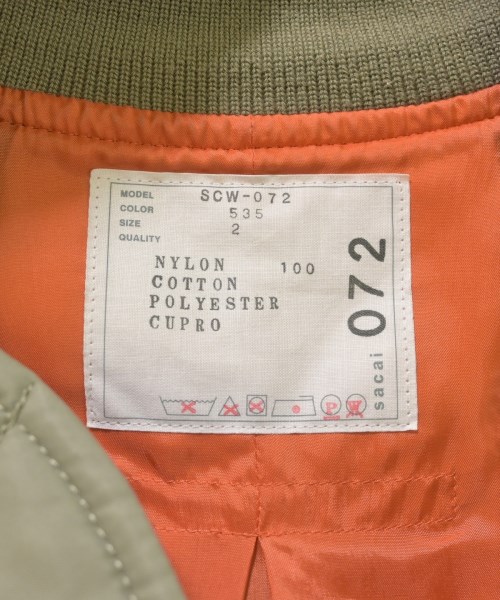 MODEL SCW-072
COLOR 535
SIZE 2
QUALITY
NYLON 100
COTTON
POLYESTER
CUPRO
P W
sacai 072